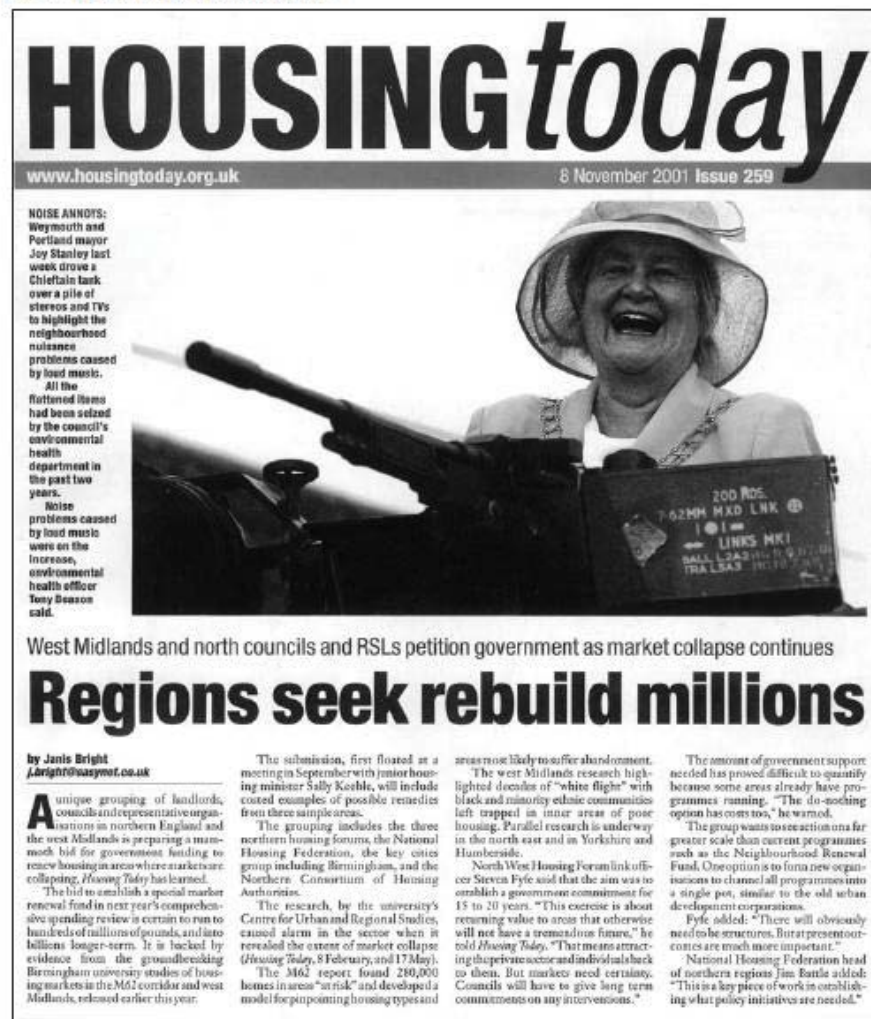 HOUSING today
www.housingtoday.org.uk
8 November 2001 Issue 259
NOISE ANNOYS:
Weymouth and
Portland mayor
Joy Stanley last
week drove a
Chieftain tank
over a pile of
stereos and TVs
to highlight the
neighbourhood
nuisance
problems caused
by loud music.
All the
flattened items
had been seized
by the council's
environmental
health
department in
the past two
years.
Noise
problems caused
by loud music
were on the
increase,
environmental
health officer
Tony
said.
200 RDS.
7·62MM MXD LNK
LINKS MK1
BALL L2A2
TRA L5A3
West Midlands and north councils and RSLs petition government as market collapse continues
Regions seek rebuild millions
by Janis Bright
j.bright@easynet.co.uk
A unique grouping of landlords,
councils and representative organ-
isations in northern England and
the west Midlands is preparing a mam-
moth bid for government funding to
renew housing in areas where markets are
collapsing, Housing Today has learned.
The bid to establish a special market
renewal fund in next year's comprehen-
sive spending review is certain to run to
hundreds of millions of pounds, and into
billions longer-term. It is backed by
evidence from the groundbreaking
Birmingham university studies of hous-
ing markets in the M62 corridor and west
Midlands, released earlier this year.
The submission, first floated at a
meeting in September with junior hous-
ing minister Sally Keeble, will include
costed examples of possible remedies
from three sample areas.
The grouping includes the three
northern housing forums, the National
Housing Federation, the key cities
group including Birmingham, and the
Northern Consortium of Housing
Authorities.
The research, by the university's
Centre for Urban and Regional Studies,
caused alarm in the sector when it
revealed the extent of market collapse
(Housing Today, 8 February, and 17 May).
The M62 report found 280,000
homes in areas "at risk" and developed a
model for pinpointing housing types and
areas most likely to suffer abandonment.
The west Midlands research high-
lighted decades of "white flight" with
black and minority ethnic communities
left trapped in inner areas of poor
housing. Parallel research is underway
in the north east and in Yorkshire and
Humberside.
North West Housing Forum link offi-
cer Steven Fyfe said that the aim was to
establish a government commitment for
15 to 20 years. "This exercise is about
returning value to areas that otherwise
will not have a tremendous future," he
told Housing Today. "That means attract-
ing the private sector and individuals back
to them. But markets need certainty.
Councils will have to give long term
commitments on any interventions."
The amount of government support
needed has proved difficult to quantify
because some areas already have pro-
grammes running. "The do-nothing
option has costs too," he warned.
The group wants to see action on a far
greater scale than current programmes
such as the Neighbourhood Renewal
Fund. One option is to form new organ-
isations to channel all programmes into
a single pot, similar to the old urban
development corporations.
Fyfe added: "There will obviously
need to be structures. But at present out-
comes are much more important."
National Housing Federation head
of northern regions Jim Battle added:
"This is a key piece of work in establish-
ing what policy initiatives are needed."